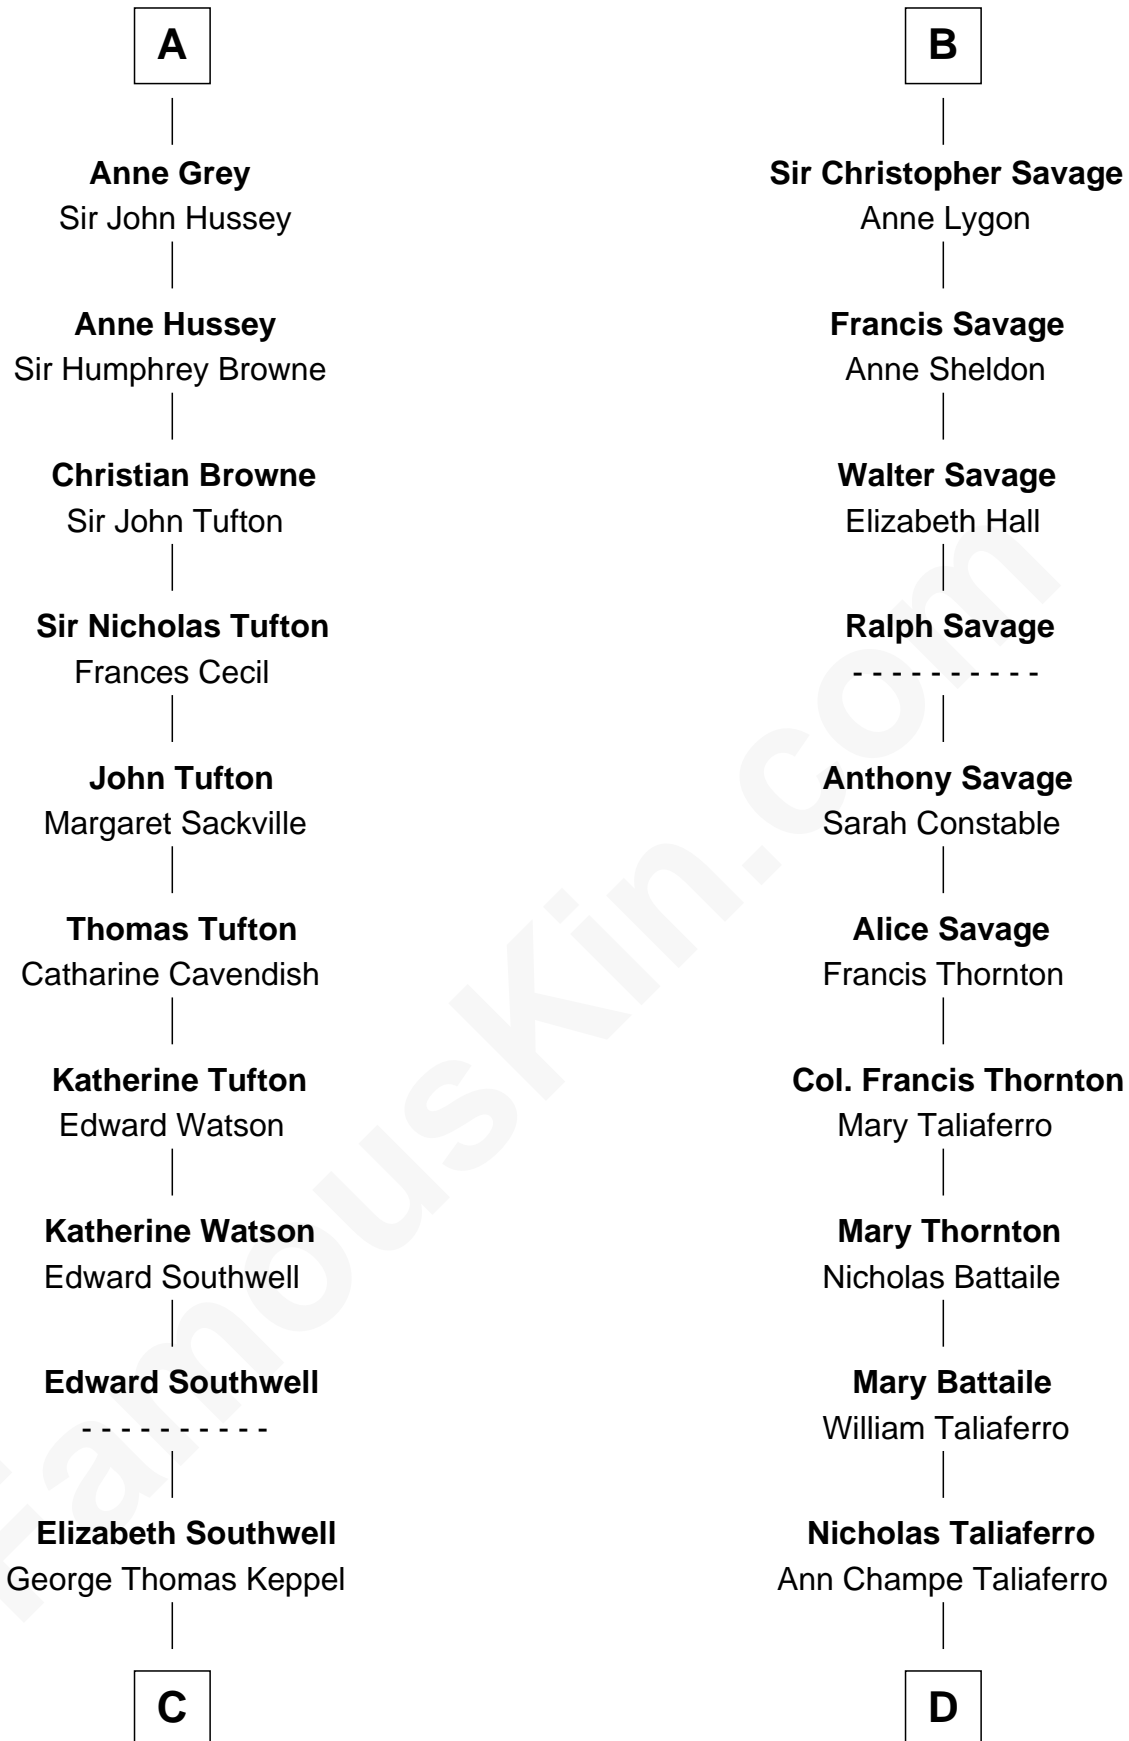 A
Anne Grey
Sir John Hussey
Anne Hussey
Sir Humphrey Browne
Christian Browne
Sir John Tufton
Sir Nicholas Tufton
Frances Cecil
John Tufton
Margaret Sackville
Thomas Tufton
Catharine Cavendish
Katherine Tufton
Edward Watson
Katherine Watson
Edward Southwell
Edward Southwell
- - - - - - - - - -
Elizabeth Southwell
George Thomas Keppel
C
B
Sir Christopher Savage
Anne Lygon
Francis Savage
Anne Sheldon
Walter Savage
Elizabeth Hall
Ralph Savage
- - - - - - - - - -
Anthony Savage
Sarah Constable
Alice Savage
Francis Thornton
Col. Francis Thornton
Mary Taliaferro
Mary Thornton
Nicholas Battaile
Mary Battaile
William Taliaferro
Nicholas Taliaferro
Ann Champe Taliaferro
D
FamousKin.com